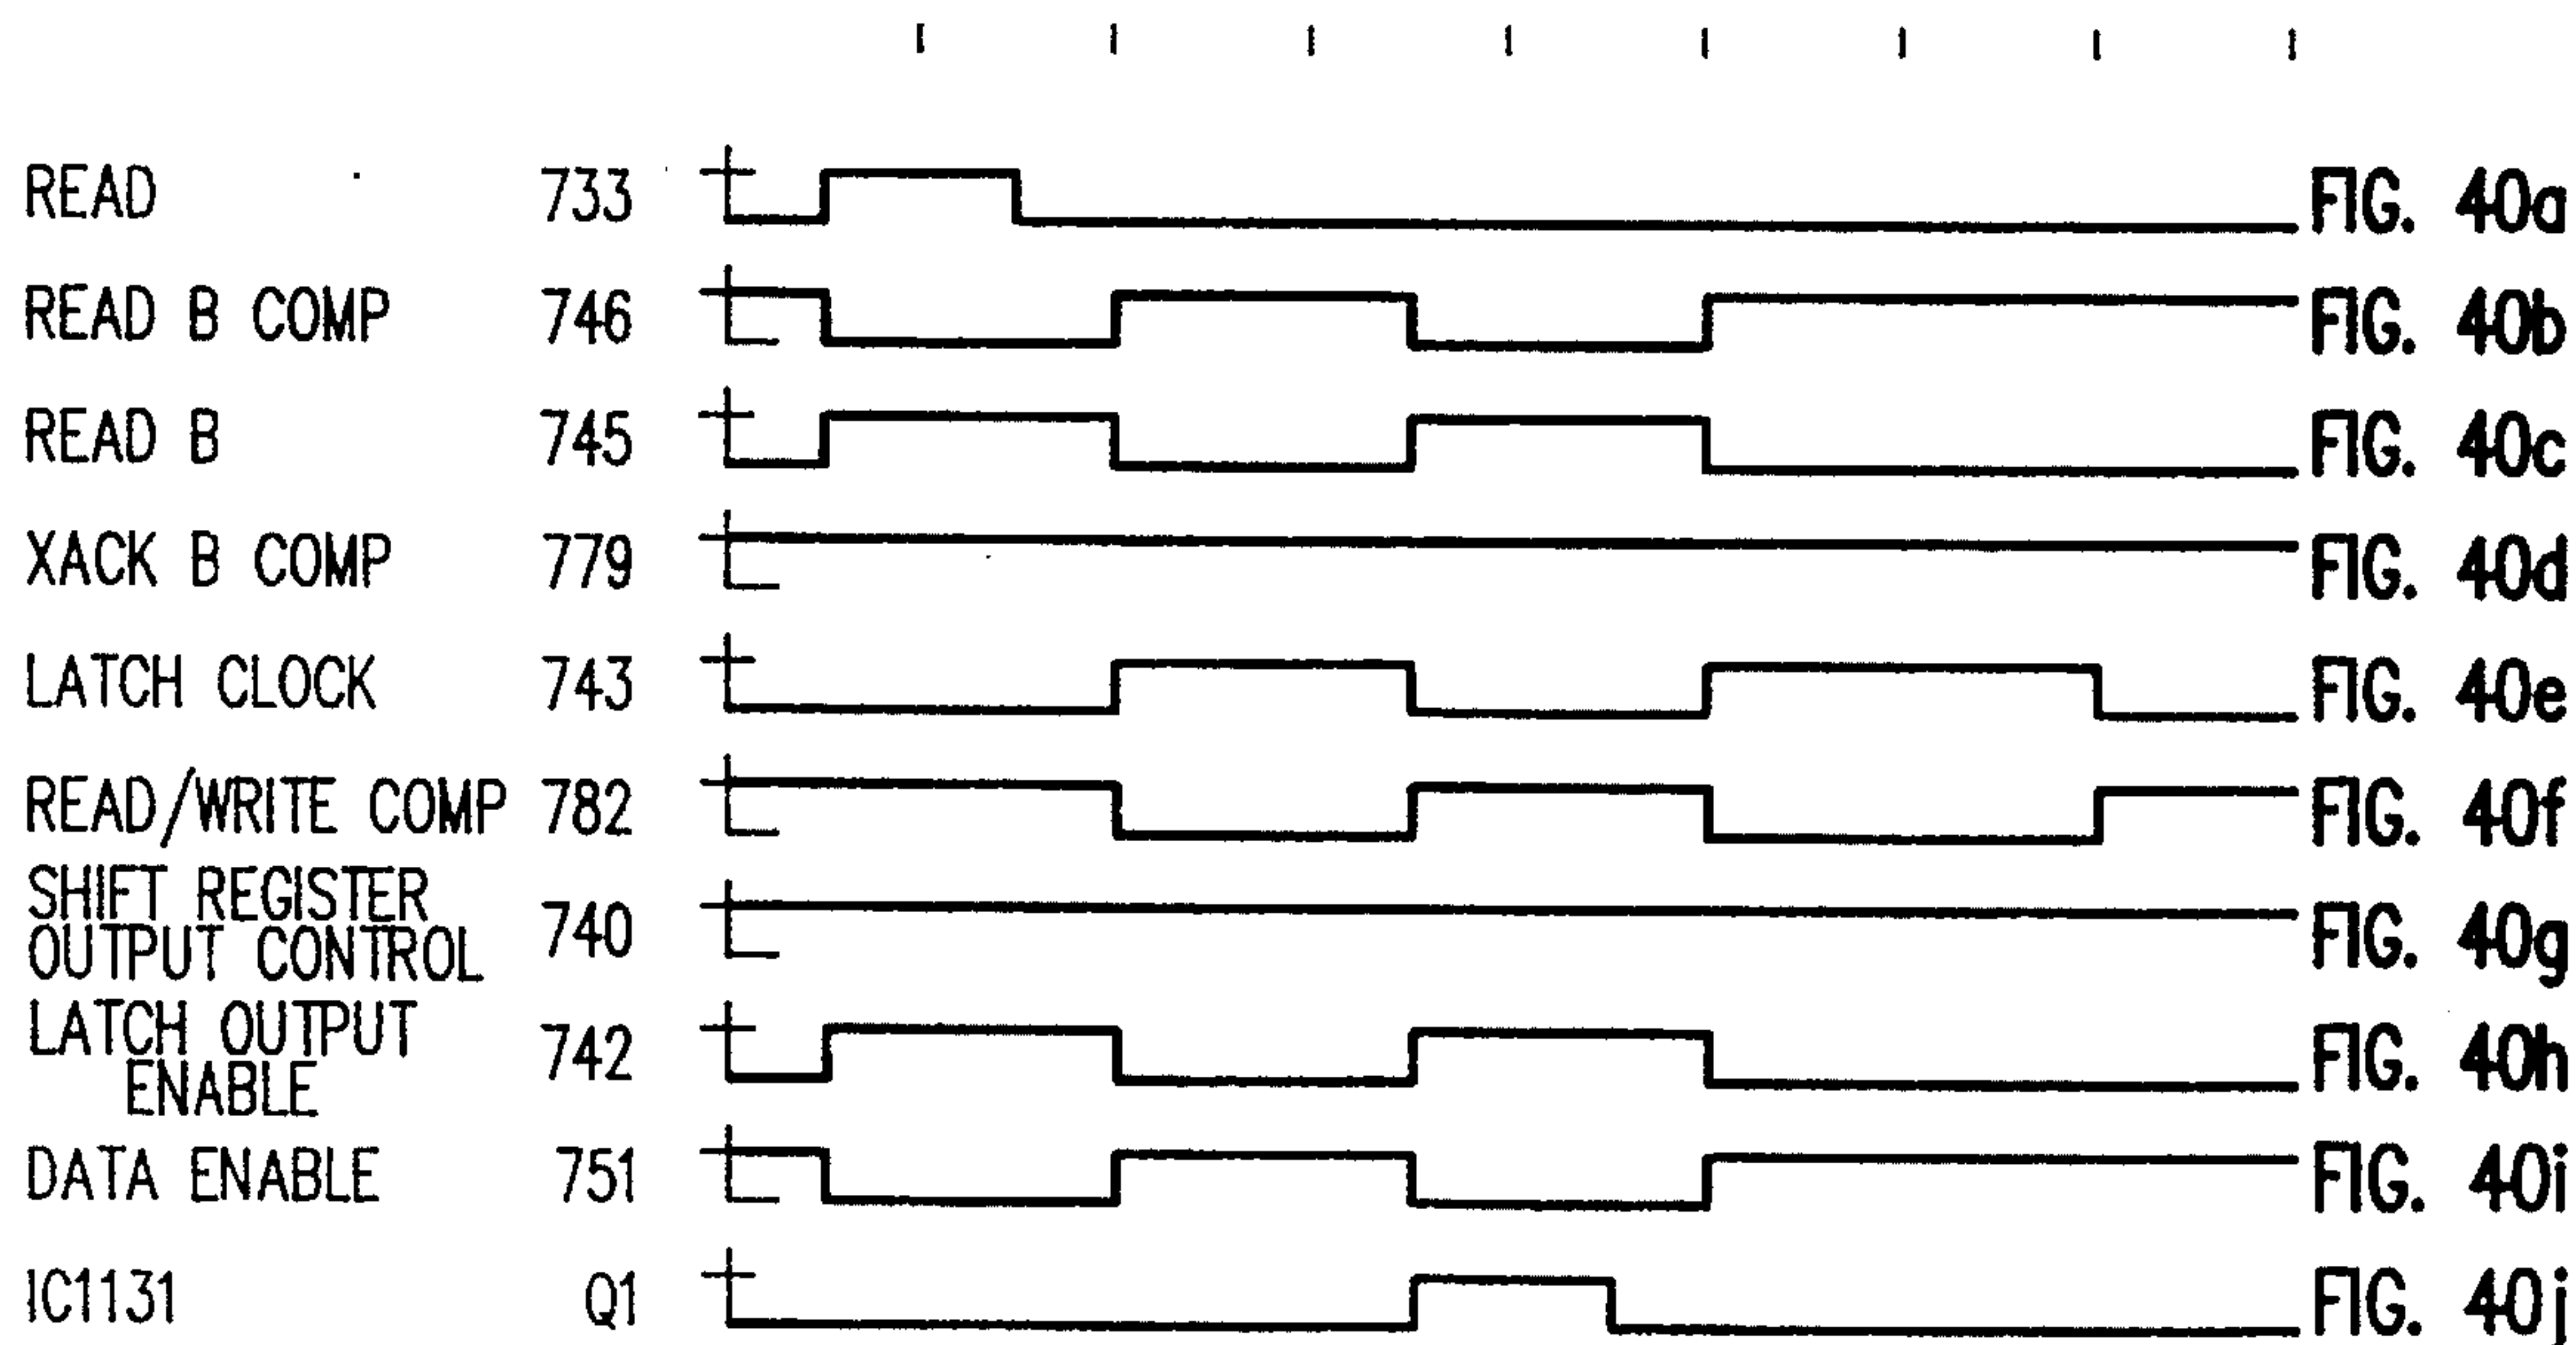 READ 733 FIG. 40a
READ B COMP 746 FIG. 40b
READ B 745 FIG. 40c
XACK B COMP 779 FIG. 40d
LATCH CLOCK 743 FIG. 40e
READ/WRITE COMP 782 FIG. 40f
SHIFT REGISTER
OUTPUT CONTROL 740 FIG. 40g
LATCH OUTPUT
ENABLE 742 FIG. 40h
DATA ENABLE 751 FIG. 40i
IC1131 Q1 FIG. 40j